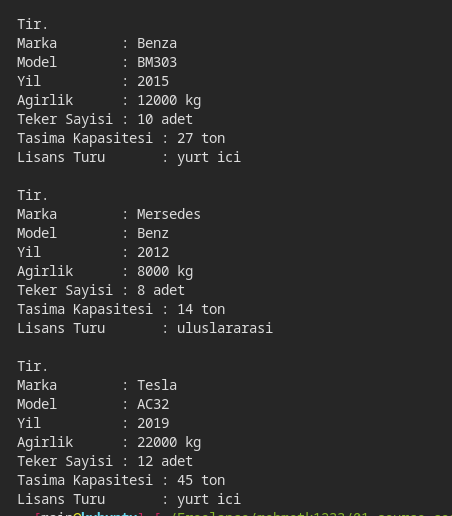 Tir.
Marka        : Benza
Model        : BM303
Yil          : 2015
Agirlik      : 12000 kg
Teker Sayisi : 10 adet
Tasima Kapasitesi : 27 ton
Lisans Turu       : yurt ici

Tir.
Marka        : Mersedes
Model        : Benz
Yil          : 2012
Agirlik      : 8000 kg
Teker Sayisi : 8 adet
Tasima Kapasitesi : 14 ton
Lisans Turu       : uluslararasi

Tir.
Marka        : Tesla
Model        : AC32
Yil          : 2019
Agirlik      : 22000 kg
Teker Sayisi : 12 adet
Tasima Kapasitesi : 45 ton
Lisans Turu       : yurt ici